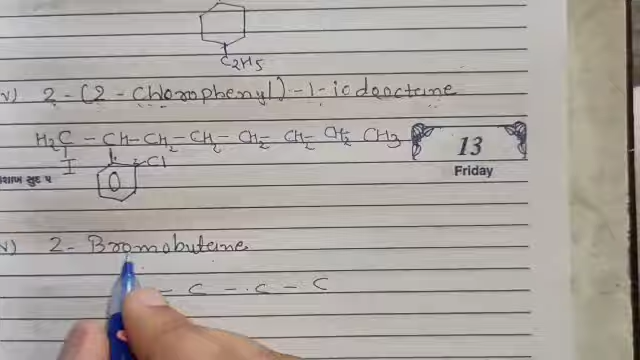 C2H5
v) 2-(2-Chlorophenyl)-1-iodooctane
H2C - CH - CH2 - CH2 - CH2 - CH2 CH2 CH3
I Cl
13
Friday
v) 2-Bromobutane
- C - C - C